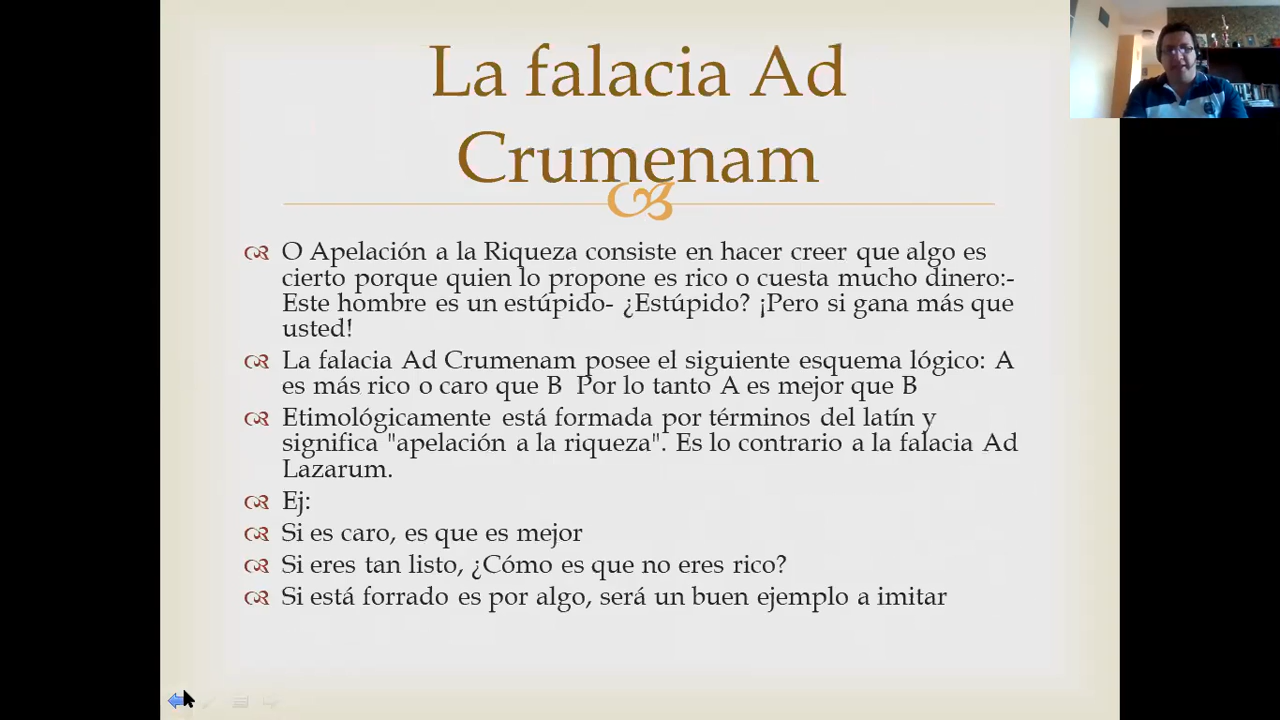 La falacia Ad
Crumenam
O Apelación a la Riqueza consiste en hacer creer que algo es
cierto porque quien lo propone es rico o cuesta mucho dinero:-
Este hombre es un estúpido- ¿Estúpido? ¡Pero si gana más que
usted!
La falacia Ad Crumenam posee el siguiente esquema lógico: A
es más rico o caro que B  Por lo tanto A es mejor que B
Etimológicamente está formada por términos del latín y
significa "apelación a la riqueza". Es lo contrario a la falacia Ad
Lazarum.
Ej:
Si es caro, es que es mejor
Si eres tan listo, ¿Cómo es que no eres rico?
Si está forrado es por algo, será un buen ejemplo a imitar